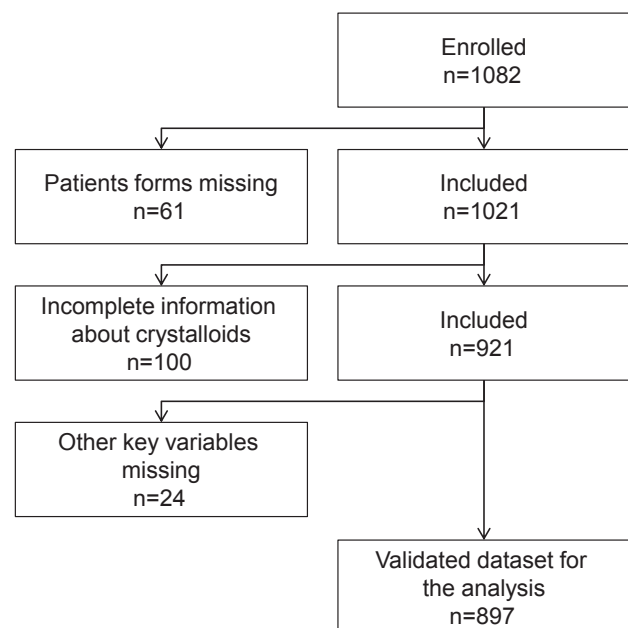 Enrolled
n=1082
Patients forms missing
n=61
Included
n=1021
Incomplete information
about crystalloids
n=100
Included
n=921
Other key variables
missing
n=24
Validated dataset for
the analysis
n=897